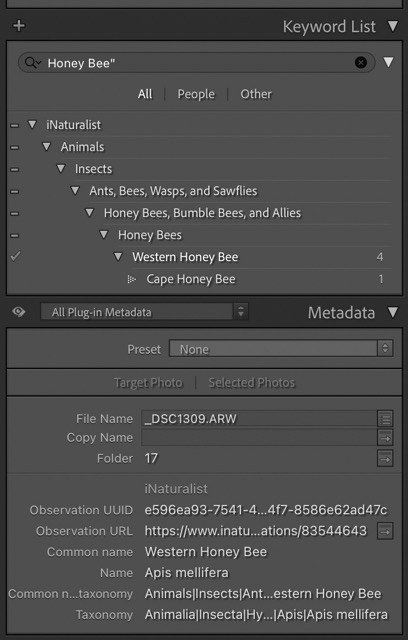 Keyword List
Honey Bee"
All People Other
iNaturalist
Animals
Insects
Ants, Bees, Wasps, and Sawflies
Honey Bees, Bumble Bees, and Allies
Honey Bees
Western Honey Bee 4
Cape Honey Bee 1
All Plug-in Metadata Metadata
Preset None
Target Photo Selected Photos
File Name _DSC1309.ARW
Copy Name
Folder 17
iNaturalist
Observation UUID e596ea93-7541-4...4f7-8586e62ad47c
Observation URL https://www.inatu...ations/83544643
Common name Western Honey Bee
Name Apis mellifera
Common n...taxonomy Animals|Insects|Ant...estern Honey Bee
Taxonomy Animalia|Insecta|Hy...|Apis|Apis mellifera